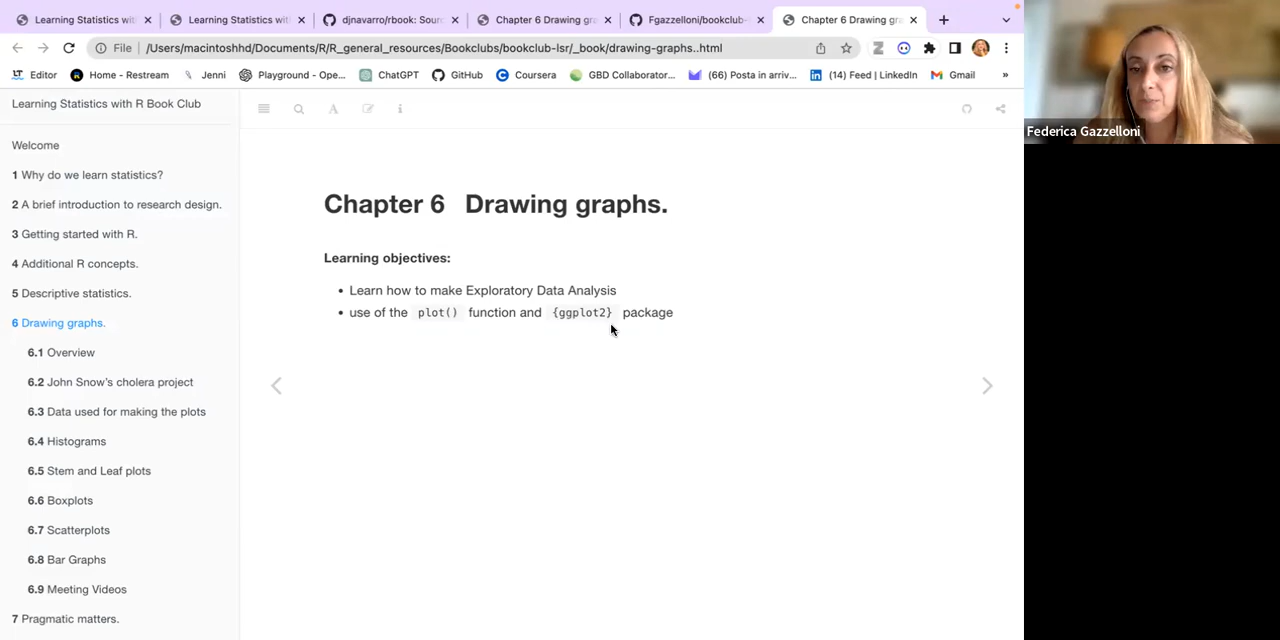 Learning Statistics wit
Learning Statistics wit
djnavarro/rbook: Sour
Chapter 6 Drawing gra
Fgazzelloni/bookclub-
Chapter 6 Drawing gra
File /Users/macintoshhd/Documents/R/R_general_resources/Bookclubs/bookclub-lsr/_book/drawing-graphs..html
Editor
Home - Restream
Jenni
Playground - Ope...
ChatGPT
GitHub
Coursera
GBD Collaborator...
(66) Posta in arriv...
(14) Feed | LinkedIn
Gmail
»
Federica Gazzelloni
Learning Statistics with R Book Club
Welcome
1 Why do we learn statistics?
2 A brief introduction to research design.
3 Getting started with R.
4 Additional R concepts.
5 Descriptive statistics.
6 Drawing graphs.
6.1 Overview
6.2 John Snow's cholera project
6.3 Data used for making the plots
6.4 Histograms
6.5 Stem and Leaf plots
6.6 Boxplots
6.7 Scatterplots
6.8 Bar Graphs
6.9 Meeting Videos
7 Pragmatic matters.
Chapter 6 Drawing graphs.
Learning objectives:
• Learn how to make Exploratory Data Analysis
• use of the plot() function and {ggplot2} package